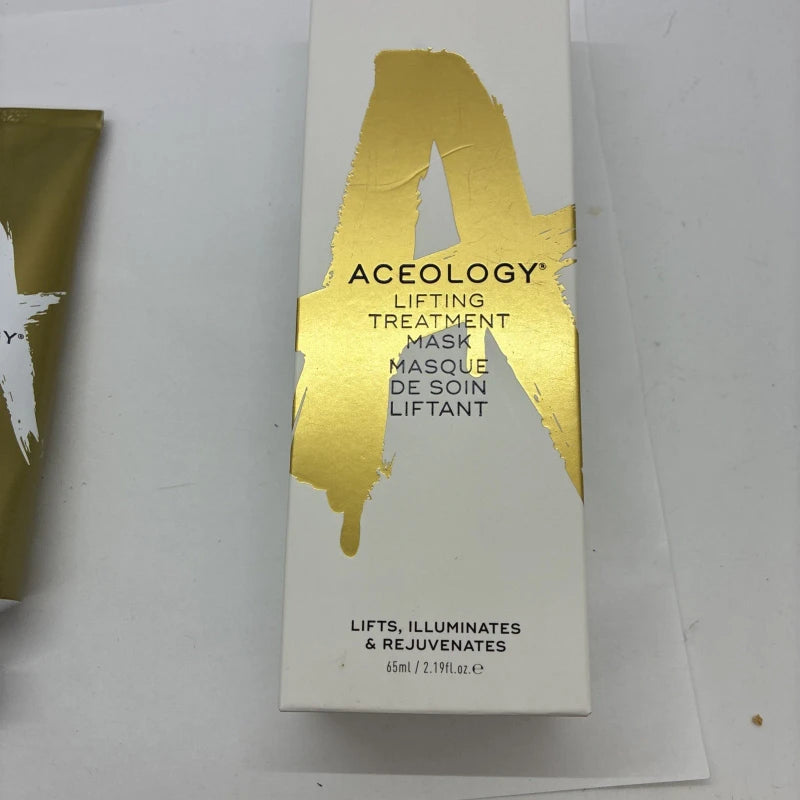 ACEOLOGY®
LIFTING
TREATMENT
MASK
MASQUE
DE SOIN
LIFTANT
LIFTS, ILLUMINATES
& REJUVENATES
65ml / 2.19fl.oz.℮
Y®